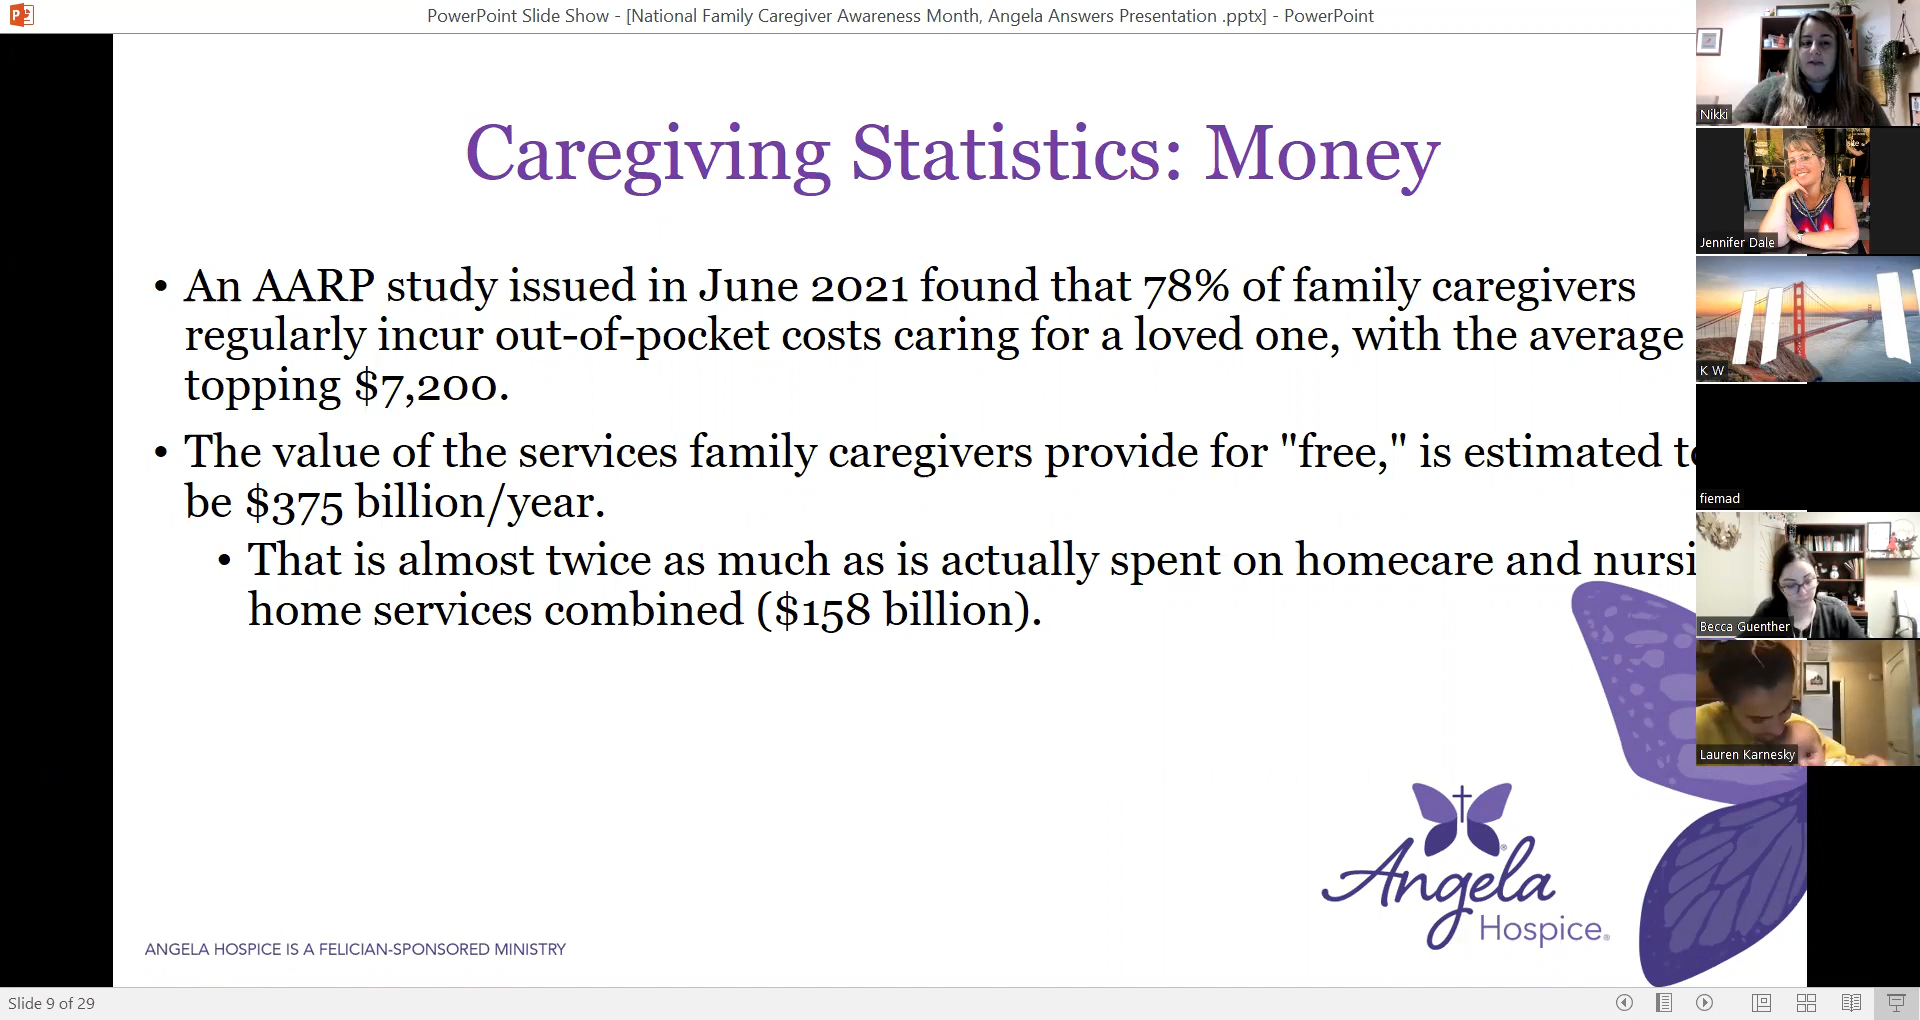 PowerPoint Slide Show - [National Family Caregiver Awareness Month, Angela Answers Presentation .pptx] - PowerPoint
Caregiving Statistics: Money
• An AARP study issued in June 2021 found that 78% of family caregivers
regularly incur out-of-pocket costs caring for a loved one, with the average
topping $7,200.
• The value of the services family caregivers provide for "free," is estimated to
be $375 billion/year.
• That is almost twice as much as is actually spent on homecare and nursi
home services combined ($158 billion).
Angela
Hospice®
ANGELA HOSPICE IS A FELICIAN-SPONSORED MINISTRY
Slide 9 of 29
Nikki
Jennifer Dale
K W
fiemad
Becca Guenther
Lauren Karnesky